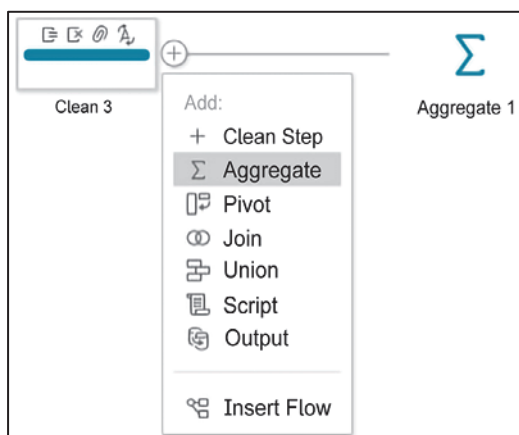 Clean 3
Aggregate 1
Add:
Clean Step
Aggregate
Pivot
Join
Union
Script
Output
Insert Flow